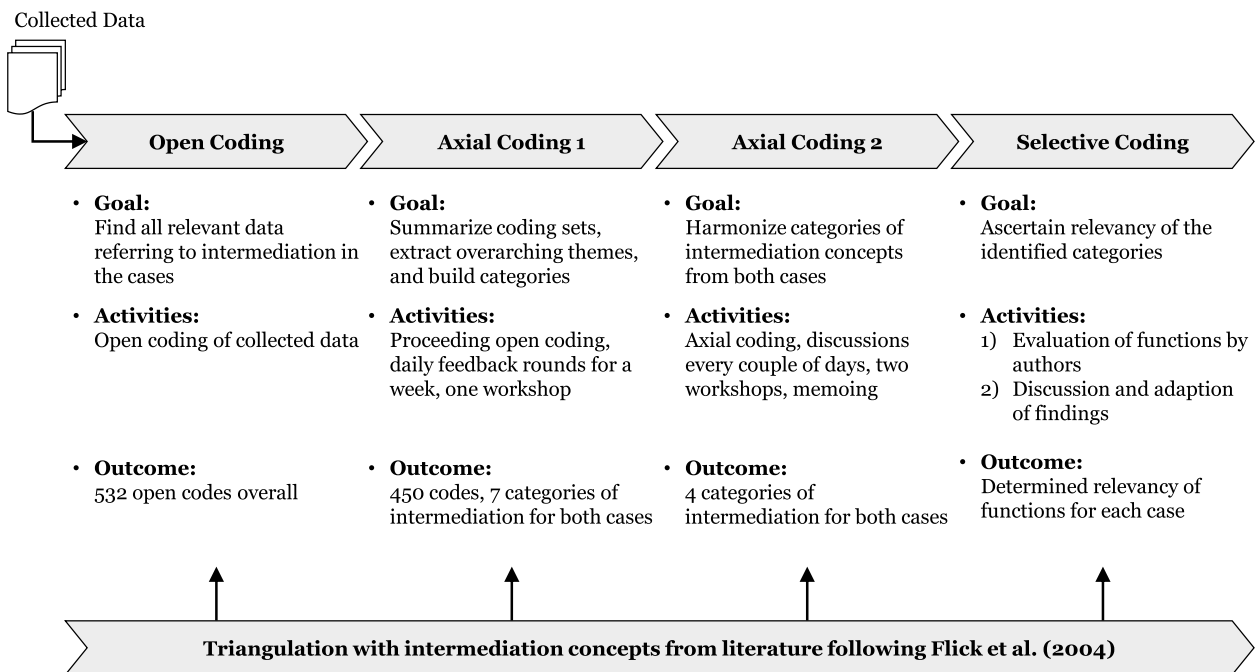 Collected Data
Open Coding
Axial Coding 1
Axial Coding 2
Selective Coding
• Goal:
Find all relevant data
referring to intermediation in
the cases
• Activities:
Open coding of collected data
• Outcome:
532 open codes overall
• Goal:
Summarize coding sets,
extract overarching themes,
and build categories
• Activities:
Proceeding open coding,
daily feedback rounds for a
week, one workshop
• Outcome:
450 codes, 7 categories of
intermediation for both cases
• Goal:
Harmonize categories of
intermediation concepts
from both cases
• Activities:
Axial coding, discussions
every couple of days, two
workshops, memoing
• Outcome:
4 categories of
intermediation for both cases
• Goal:
Ascertain relevancy of the
identified categories
• Activities:
1) Evaluation of functions by
authors
2) Discussion and adaption
of findings
• Outcome:
Determined relevancy of
functions for each case
Triangulation with intermediation concepts from literature following Flick et al. (2004)